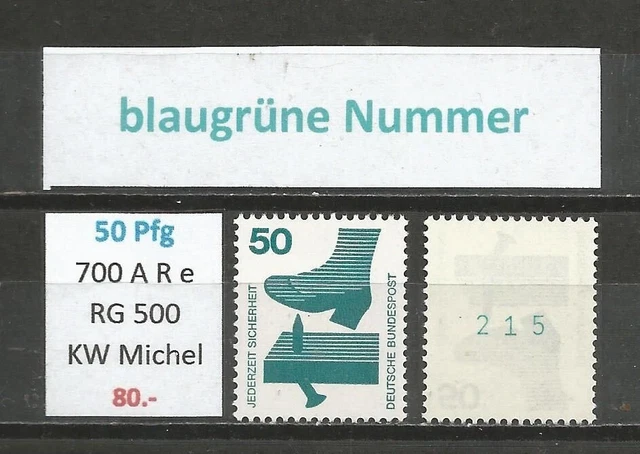 blaugrüne Nummer
50 Pfg
700 A R e
RG 500
KW Michel
80.-
50
JEDERZEIT SICHERHEIT
DEUTSCHE BUNDESPOST
215